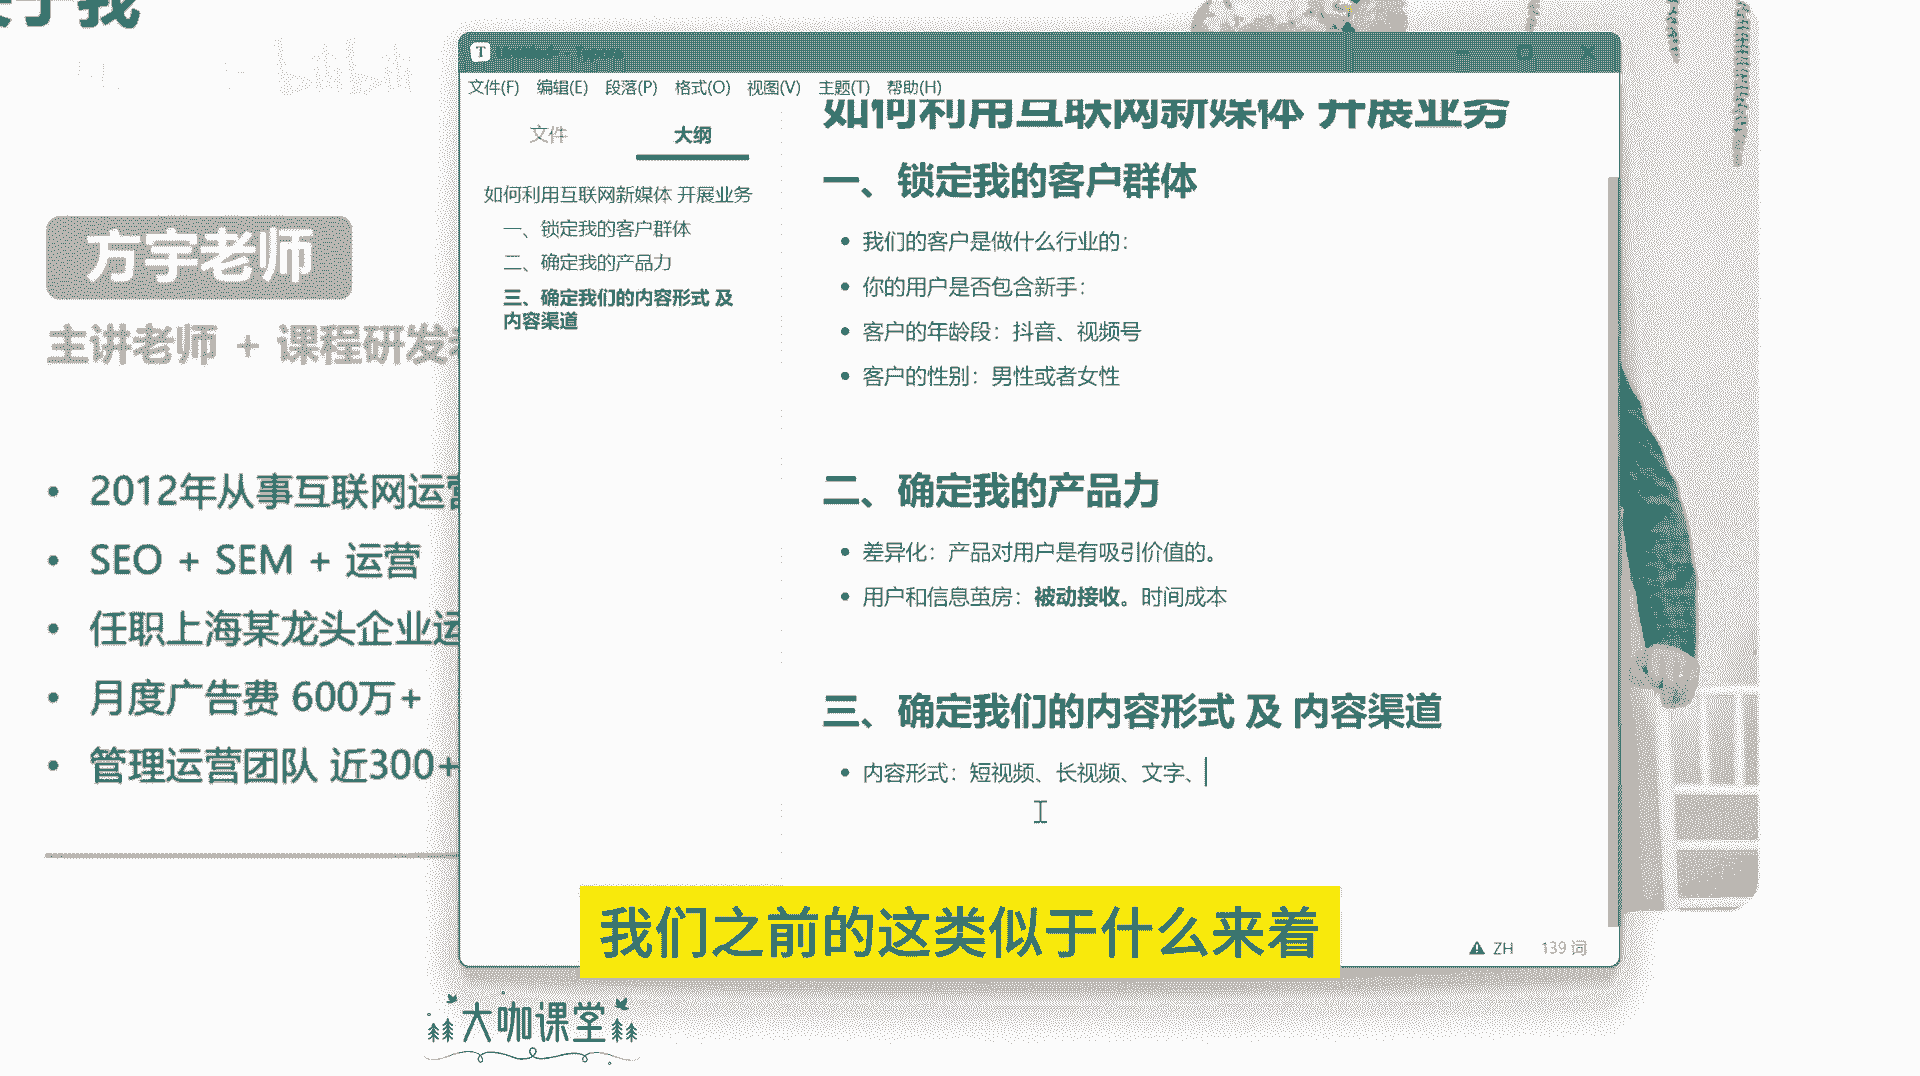 方宇老师
主讲老师 + 课程研发
2012年从事互联网运营
SEO + SEM + 运营
任职上海某龙头企业运
月度广告费 600万+
管理运营团队 近300+
文件(F) 编辑(E) 段落(P) 格式(O) 视图(V) 主题(T) 帮助(H)
文件 大纲
如何利用互联网新媒体 开展业务
一、锁定我的客户群体
二、确定我的产品力
三、确定我们的内容形式 及
内容渠道
如何利用互联网新媒体 开展业务
一、锁定我的客户群体
我们的客户是做什么行业的：
你的用户是否包含新手：
客户的年龄段：抖音、视频号
客户的性别：男性或者女性
二、确定我的产品力
差异化：产品对用户是有吸引价值的。
用户和信息茧房：被动接收。时间成本
三、确定我们的内容形式 及 内容渠道
内容形式：短视频、长视频、文字、
ZH 139 词
我们之前的这类似于什么来着
大咖课堂